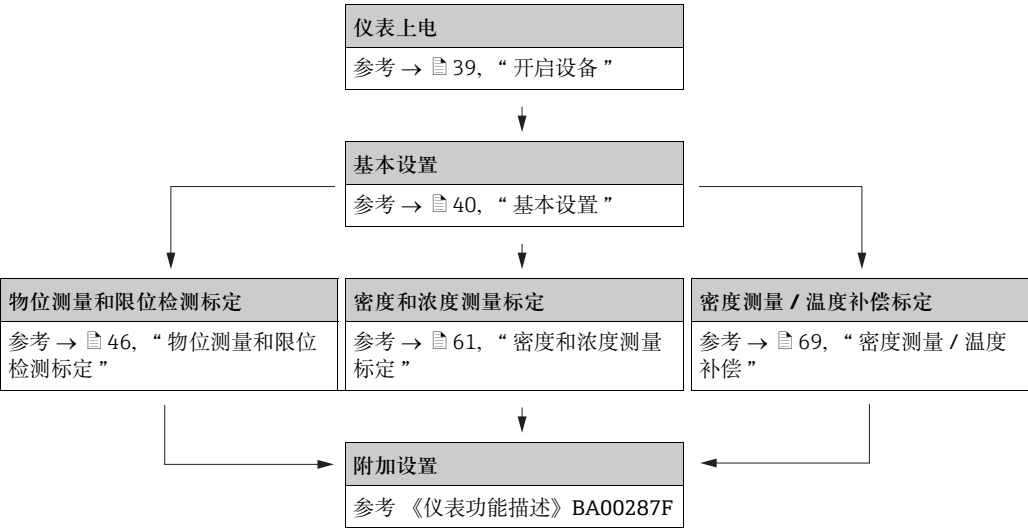 仪表上电
参考 → 🖹 39, “ 开启设备 ”
基本设置
参考 → 🖹 40, “ 基本设置 ”
物位测量和限位检测标定
参考 → 🖹 46, “ 物位测量和限位
检测标定 ”
密度和浓度测量标定
参考 → 🖹 61, “ 密度和浓度测量
标定 ”
密度测量 / 温度补偿标定
参考 → 🖹 69, “ 密度测量 / 温度
补偿 ”
附加设置
参考 《仪表功能描述》BA00287F